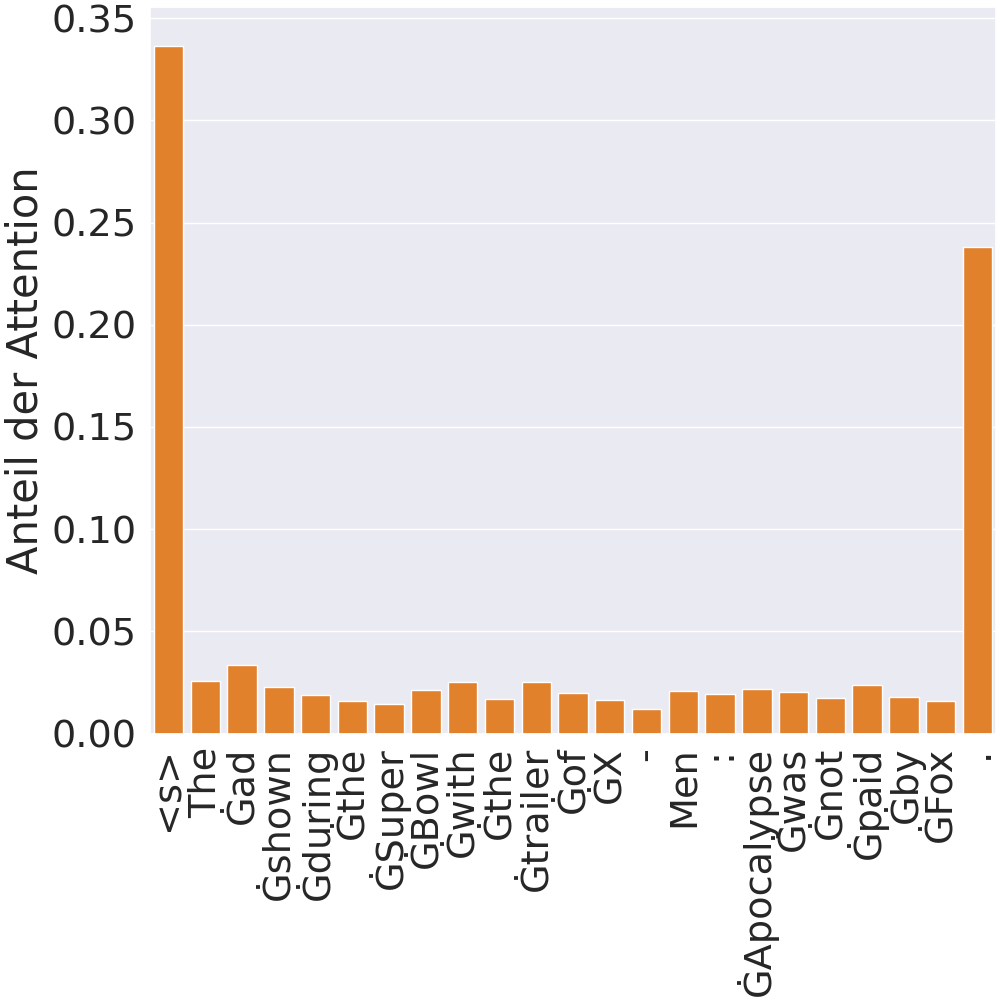 Anteil der Attention
0.35
0.30
0.25
0.20
0.15
0.10
0.05
0.00
<s>
The
Ġad
Ġshown
Ġduring
Ġthe
ĠSuper
ĠBowl
Ġwith
Ġthe
Ġtrailer
Ġof
ĠX
-
Men
:
ĠApocalypse
Ġwas
Ġnot
Ġpaid
Ġby
ĠFox
.